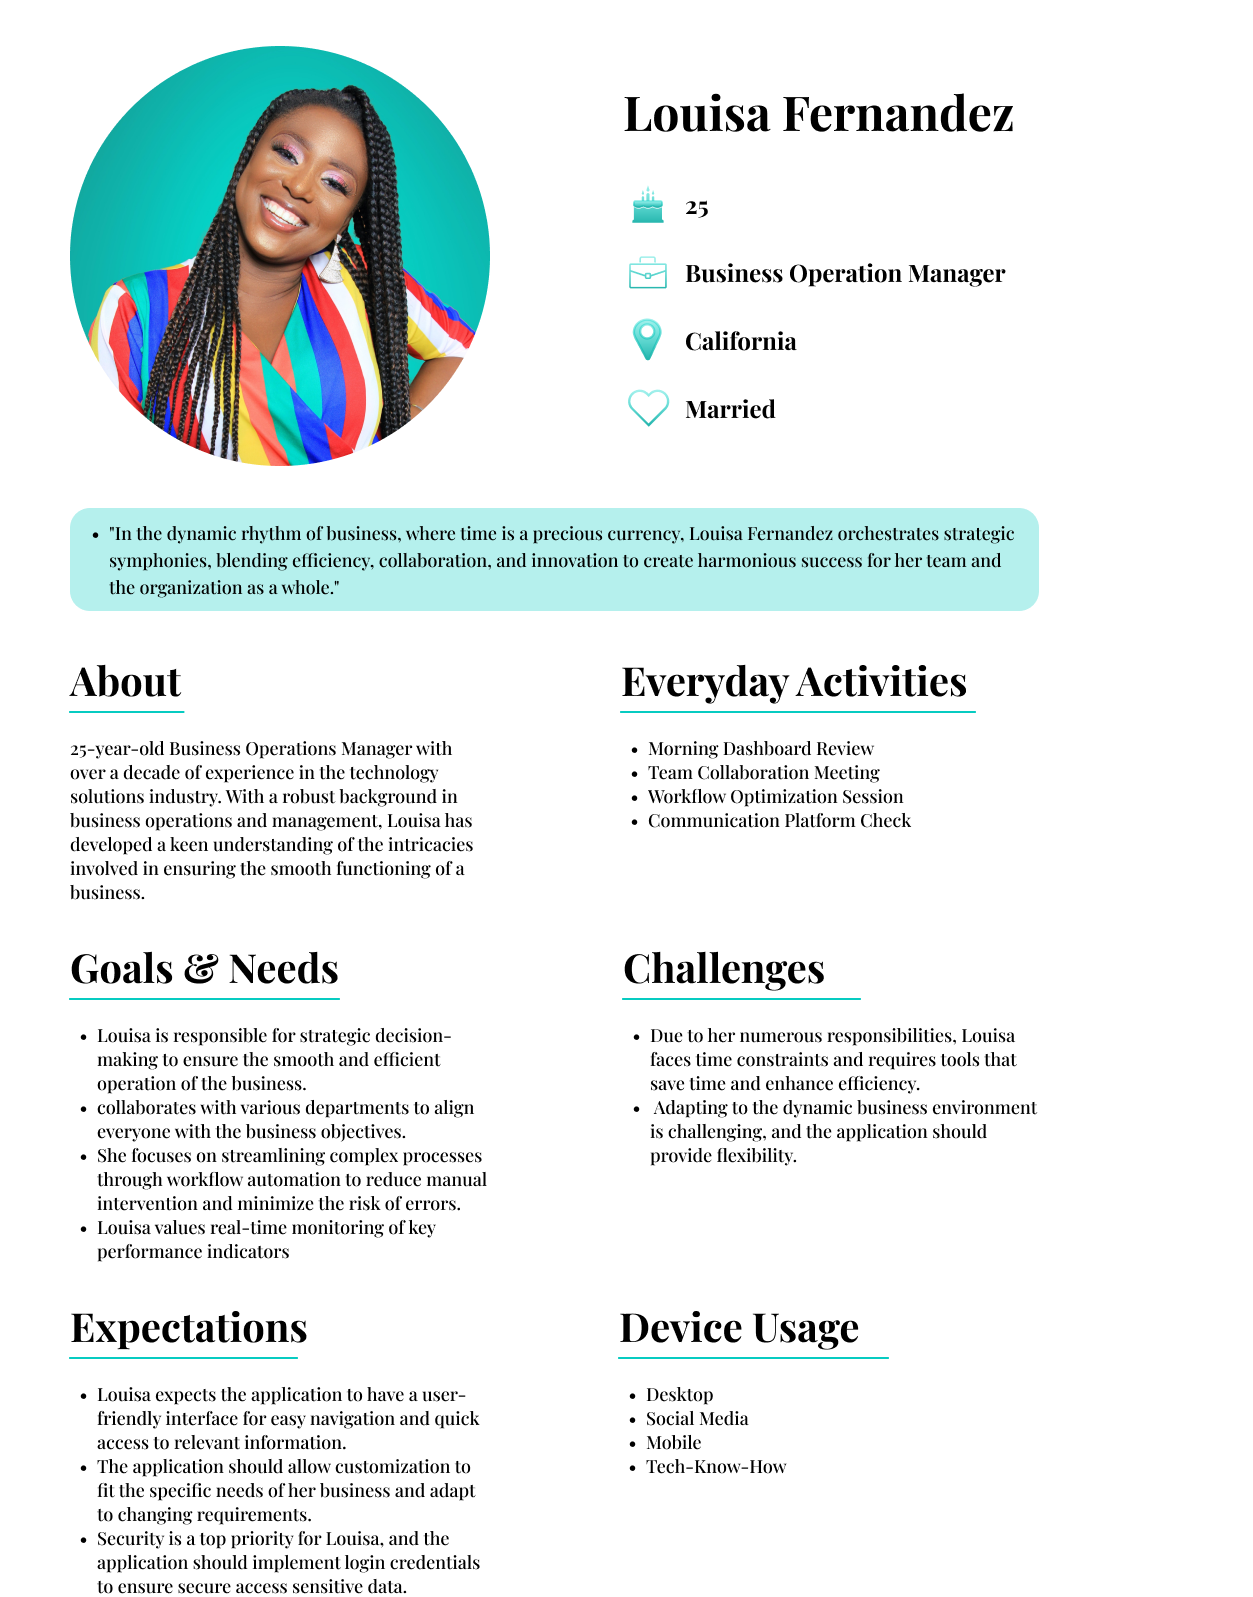 Louisa Fernandez
25
Business Operation Manager
California
Married
• "In the dynamic rhythm of business, where time is a precious currency, Louisa Fernandez orchestrates strategic
symphonies, blending efficiency, collaboration, and innovation to create harmonious success for her team and
the organization as a whole."
About
25-year-old Business Operations Manager with
over a decade of experience in the technology
solutions industry. With a robust background in
business operations and management, Louisa has
developed a keen understanding of the intricacies
involved in ensuring the smooth functioning of a
business.
Everyday Activities
• Morning Dashboard Review
• Team Collaboration Meeting
• Workflow Optimization Session
• Communication Platform Check
Goals & Needs
• Louisa is responsible for strategic decision-
making to ensure the smooth and efficient
operation of the business.
• collaborates with various departments to align
everyone with the business objectives.
• She focuses on streamlining complex processes
through workflow automation to reduce manual
intervention and minimize the risk of errors.
• Louisa values real-time monitoring of key
performance indicators
Challenges
• Due to her numerous responsibilities, Louisa
faces time constraints and requires tools that
save time and enhance efficiency.
• Adapting to the dynamic business environment
is challenging, and the application should
provide flexibility.
Expectations
• Louisa expects the application to have a user-
friendly interface for easy navigation and quick
access to relevant information.
• The application should allow customization to
fit the specific needs of her business and adapt
to changing requirements.
• Security is a top priority for Louisa, and the
application should implement login credentials
to ensure secure access sensitive data.
Device Usage
• Desktop
• Social Media
• Mobile
• Tech-Know-How